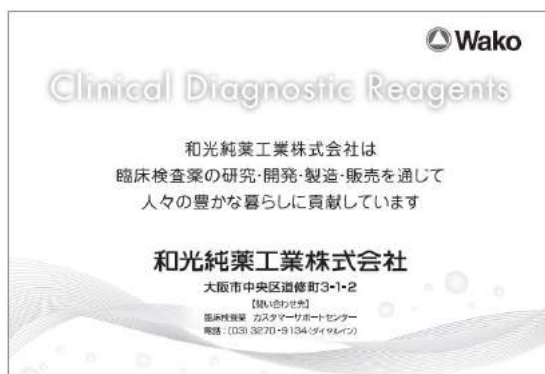 Wako
Clinical Diagnostic Reagents
和光純薬工業株式会社は
臨床検査薬の研究・開発・製造・販売を通じて
人々の豊かな暮らしに貢献しています
和光純薬工業株式会社
大阪市中央区道修町3-1-2
【問い合わせ先】
臨床検査薬 カスタマーサポートセンター
電話：(03) 3270-9134(ダイヤルイン)